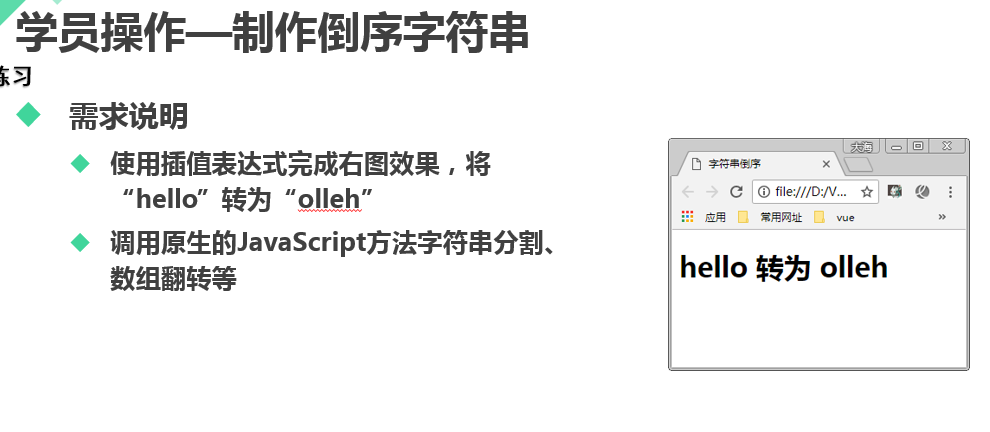 学员操作—制作倒序字符串
练习
需求说明
使用插值表达式完成右图效果，将
“hello”转为“olleh”
调用原生的JavaScript方法字符串分割、
数组翻转等
大海
字符串倒序
file:///D:/V...
应用 常用网址 vue »
hello 转为 olleh